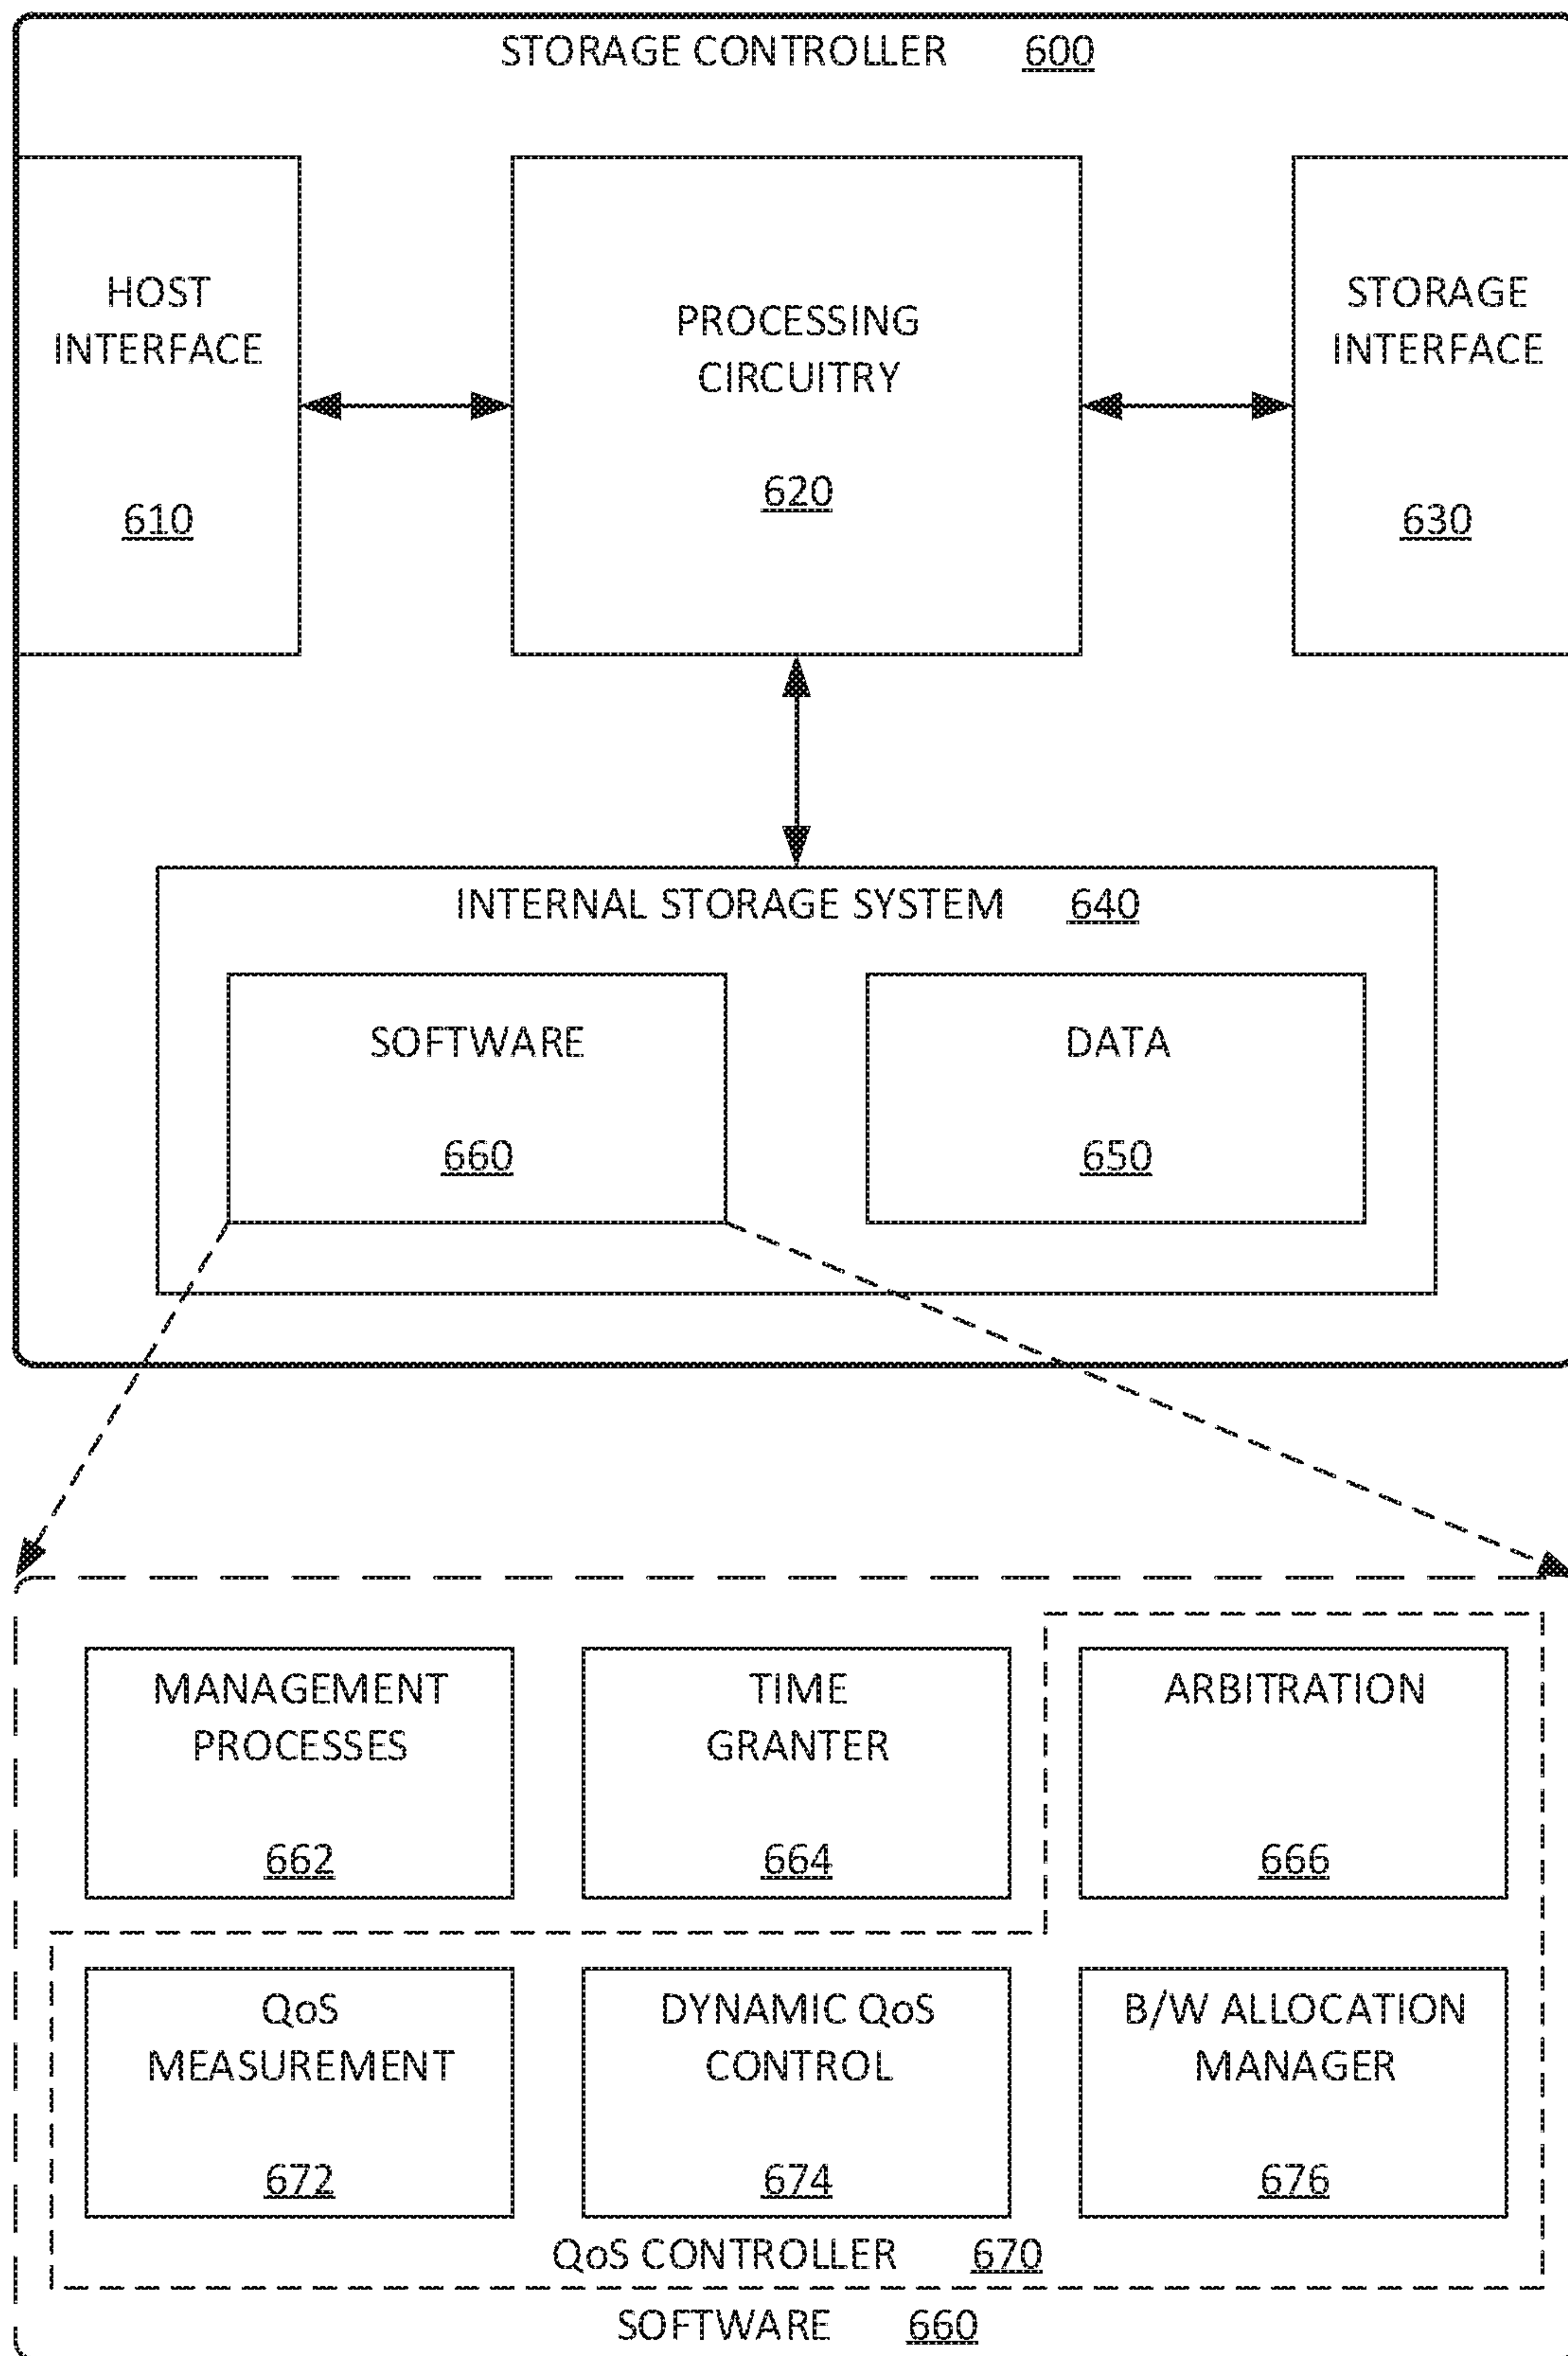 STORAGE CONTROLLER 600
HOST
INTERFACE
610
PROCESSING
CIRCUITRY
620
STORAGE
INTERFACE
630
INTERNAL STORAGE SYSTEM 640
SOFTWARE
660
DATA
650
MANAGEMENT
PROCESSES
662
TIME
GRANTER
664
ARBITRATION
666
QoS
MEASUREMENT
672
DYNAMIC QoS
CONTROL
674
B/W ALLOCATION
MANAGER
676
QoS CONTROLLER 670
SOFTWARE 660